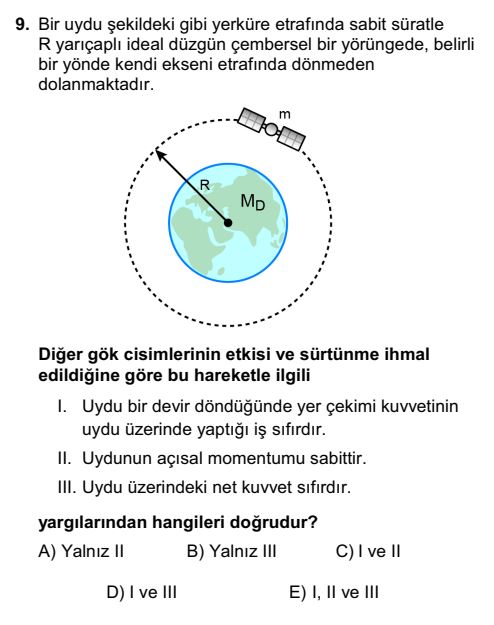 9. Bir uydu şekildeki gibi yerküre etrafında sabit süratle
R yarıçaplı ideal düzgün çembersel bir yörüngede, belirli
bir yönde kendi ekseni etrafında dönmeden
dolanmaktadır.
m
R
MD
Diğer gök cisimlerinin etkisi ve sürtünme ihmal
edildiğine göre bu hareketle ilgili
I. Uydu bir devir döndüğünde yer çekimi kuvvetinin
uydu üzerinde yaptığı iş sıfırdır.
II. Uydunun açısal momentumu sabittir.
III. Uydu üzerindeki net kuvvet sıfırdır.
yargılarından hangileri doğrudur?
A) Yalnız II B) Yalnız III C) I ve II
D) I ve III E) I, II ve III